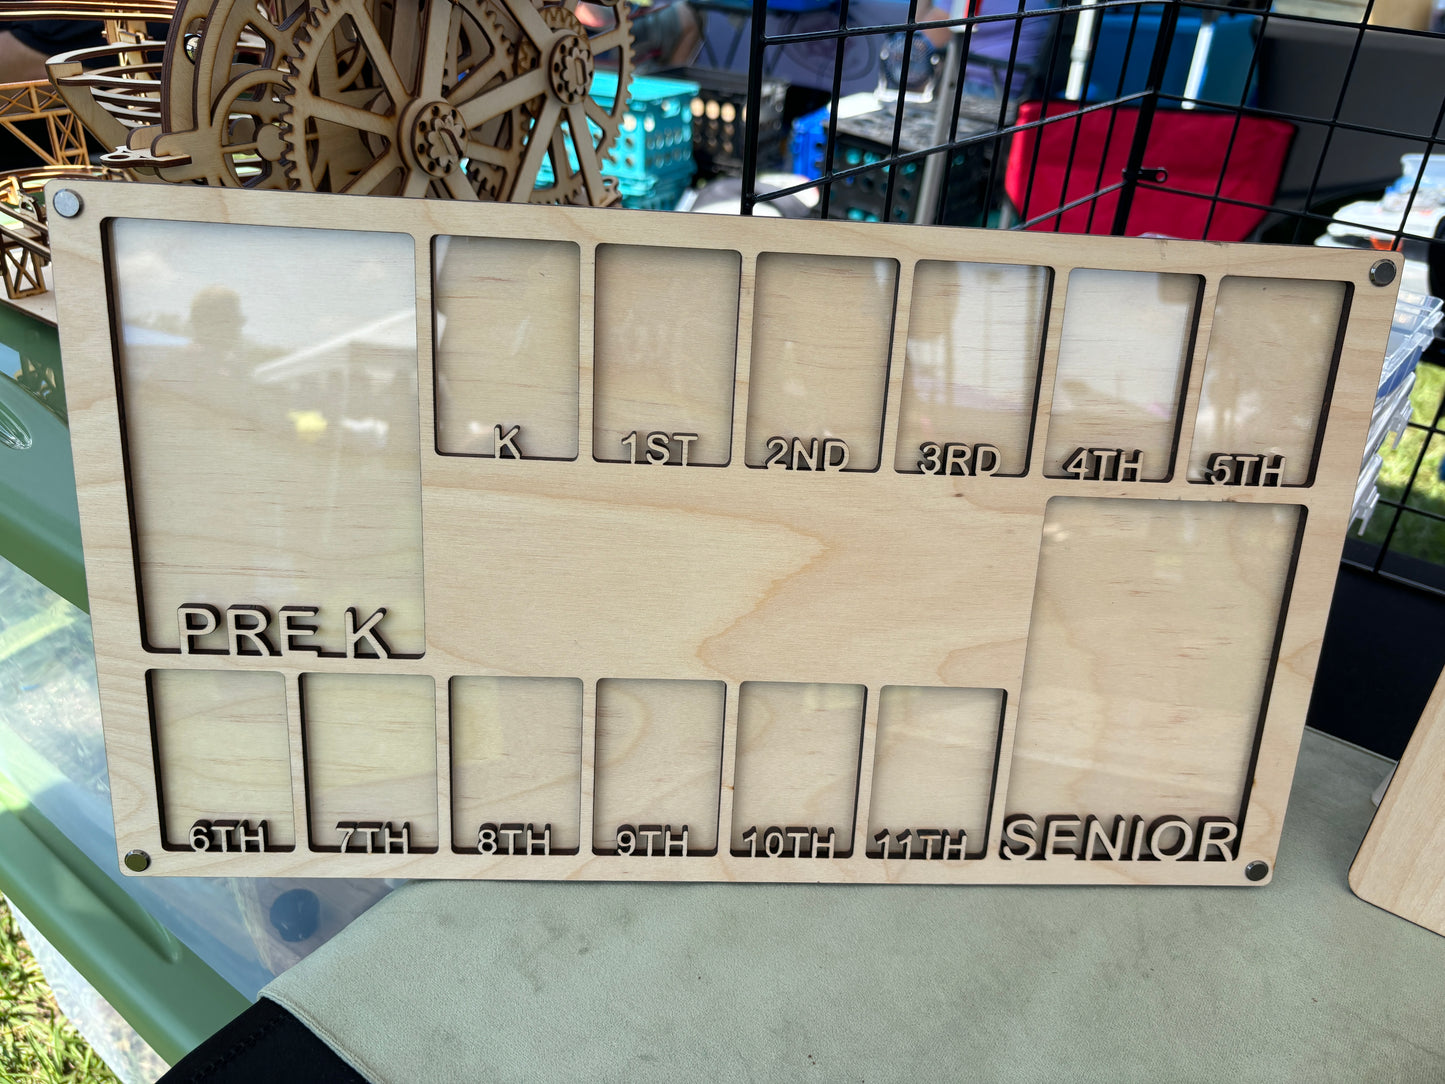 K 1ST 2ND 3RD 4TH 5TH
PRE K
6TH 7TH 8TH 9TH 10TH 11TH SENIOR